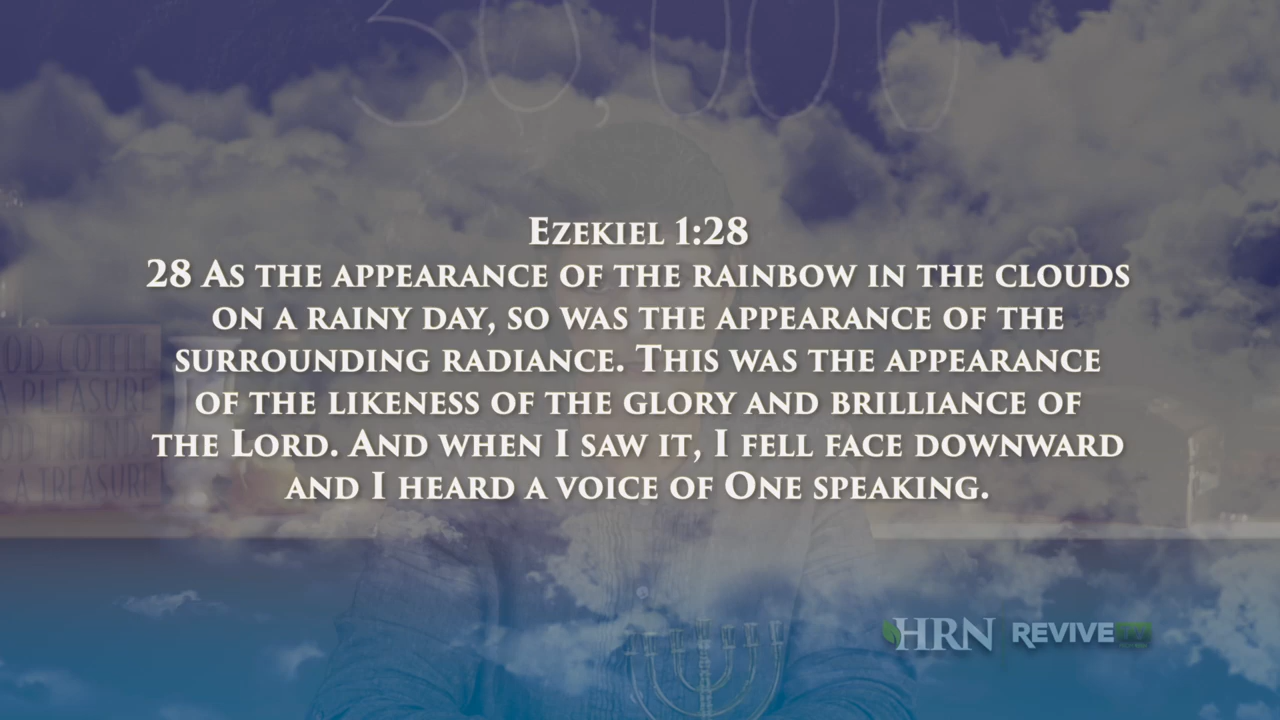 Ezekiel 1:28
28 As the appearance of the rainbow in the clouds
on a rainy day, so was the appearance of the
surrounding radiance. This was the appearance
of the likeness of the glory and brilliance of
the Lord. And when I saw it, I fell face downward
and I heard a voice of One speaking.
A PLEASURE
A TREASURE
HRN REVIVE